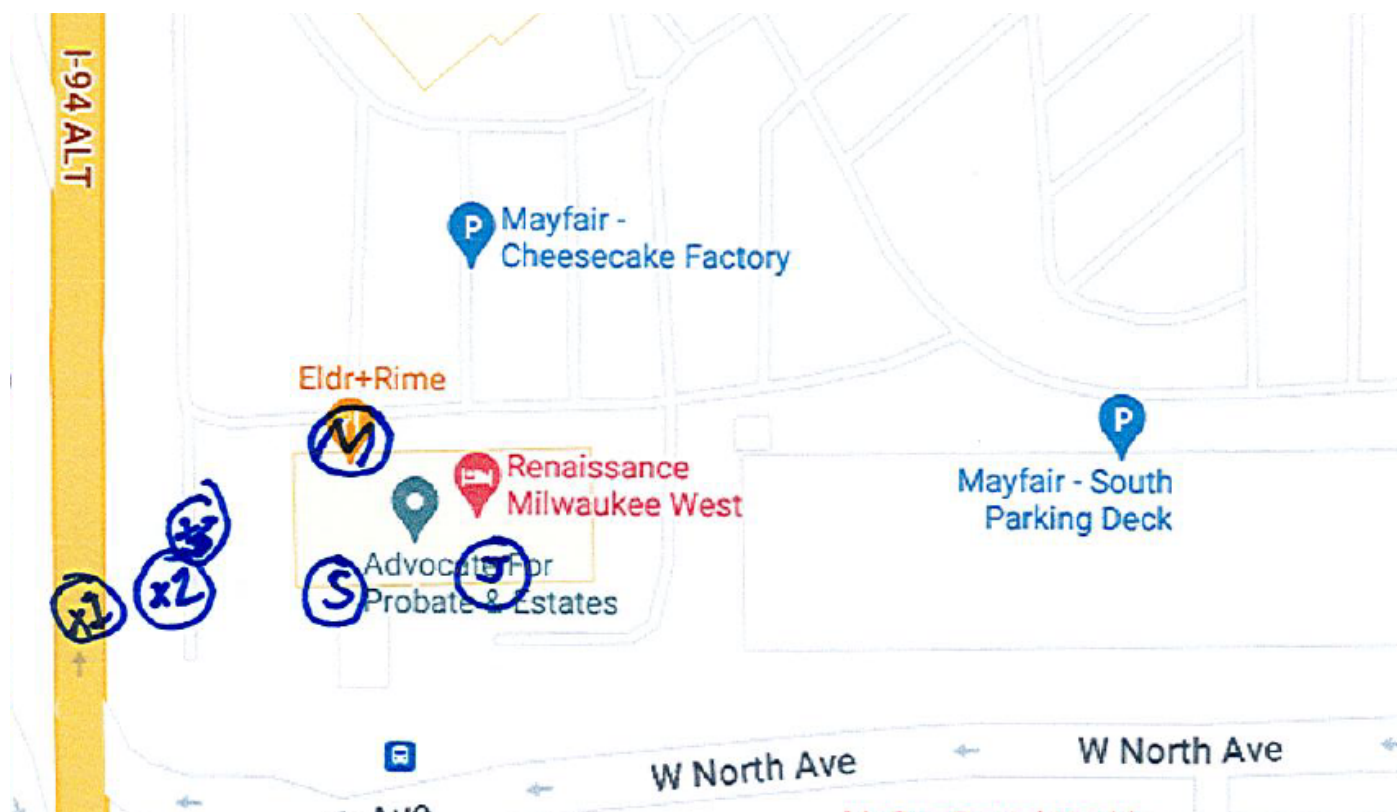 I-94 ALT
P
Mayfair -
Cheesecake Factory
Eldr+Rime
M
Renaissance
Milwaukee West
P
Mayfair - South
Parking Deck
Advocate For
Probate & Estates
x1
x2
S
J
W North Ave
W North Ave